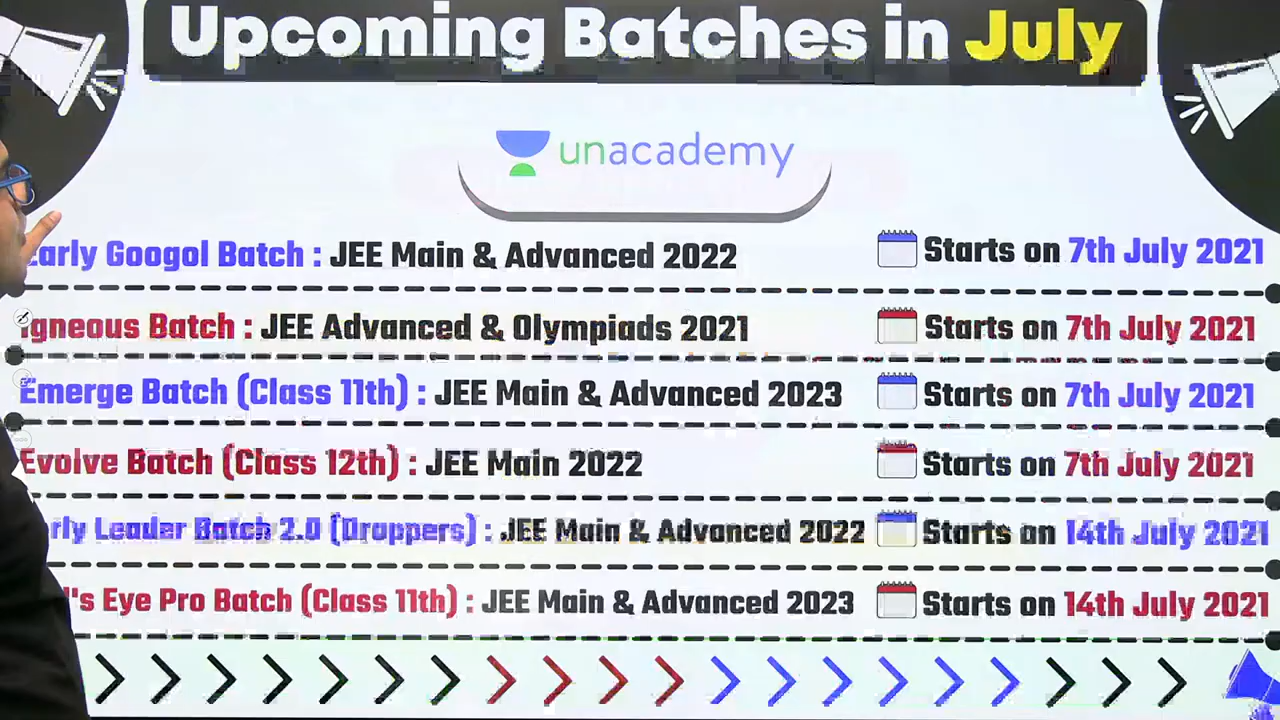 Upcoming Batches in July
unacademy
Early Googol Batch : JEE Main & Advanced 2022 Starts on 7th July 2021
Igneous Batch : JEE Advanced & Olympiads 2021 Starts on 7th July 2021
Emerge Batch (Class 11th) : JEE Main & Advanced 2023 Starts on 7th July 2021
Evolve Batch (Class 12th) : JEE Main 2022 Starts on 7th July 2021
rly Leader Batch 2.0 (Droppers) : JEE Main & Advanced 2022 Starts on 14th July 2021
l's Eye Pro Batch (Class 11th) : JEE Main & Advanced 2023 Starts on 14th July 2021